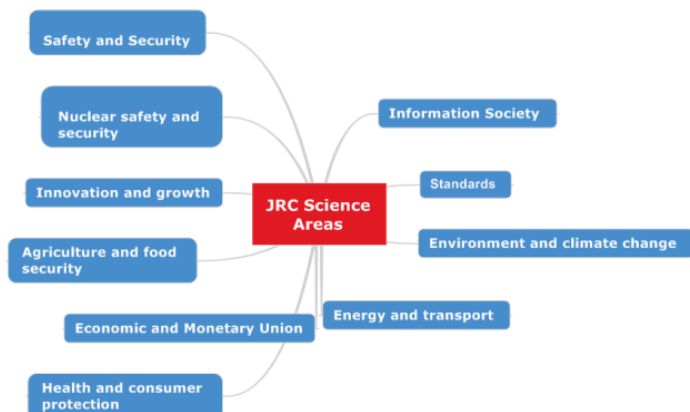 Safety and Security
Nuclear safety and
security
Information Society
Innovation and growth
Standards
JRC Science
Areas
Agriculture and food
security
Environment and climate change
Economic and Monetary Union
Energy and transport
Health and consumer
protection